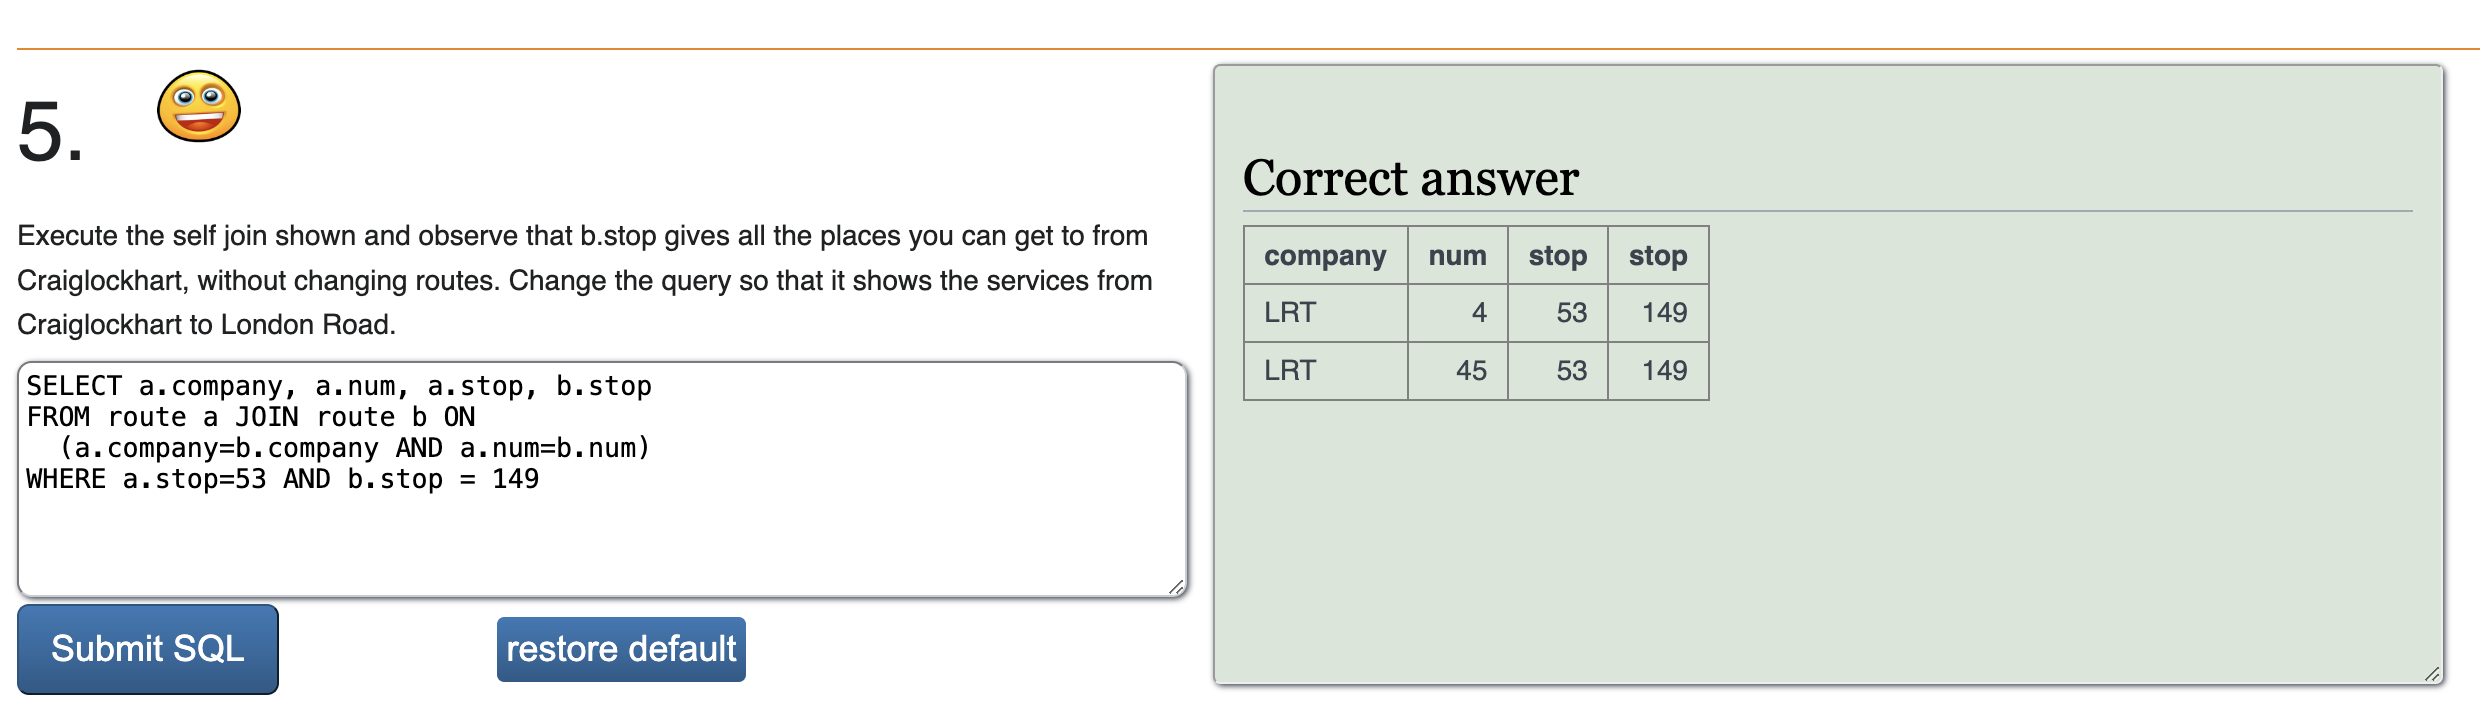 5.
Execute the self join shown and observe that b.stop gives all the places you can get to from
Craiglockhart, without changing routes. Change the query so that it shows the services from
Craiglockhart to London Road.
SELECT a.company, a.num, a.stop, b.stop
FROM route a JOIN route b ON
  (a.company=b.company AND a.num=b.num)
WHERE a.stop=53 AND b.stop = 149
Submit SQL restore default
Correct answer
company num stop stop
LRT 4 53 149
LRT 45 53 149